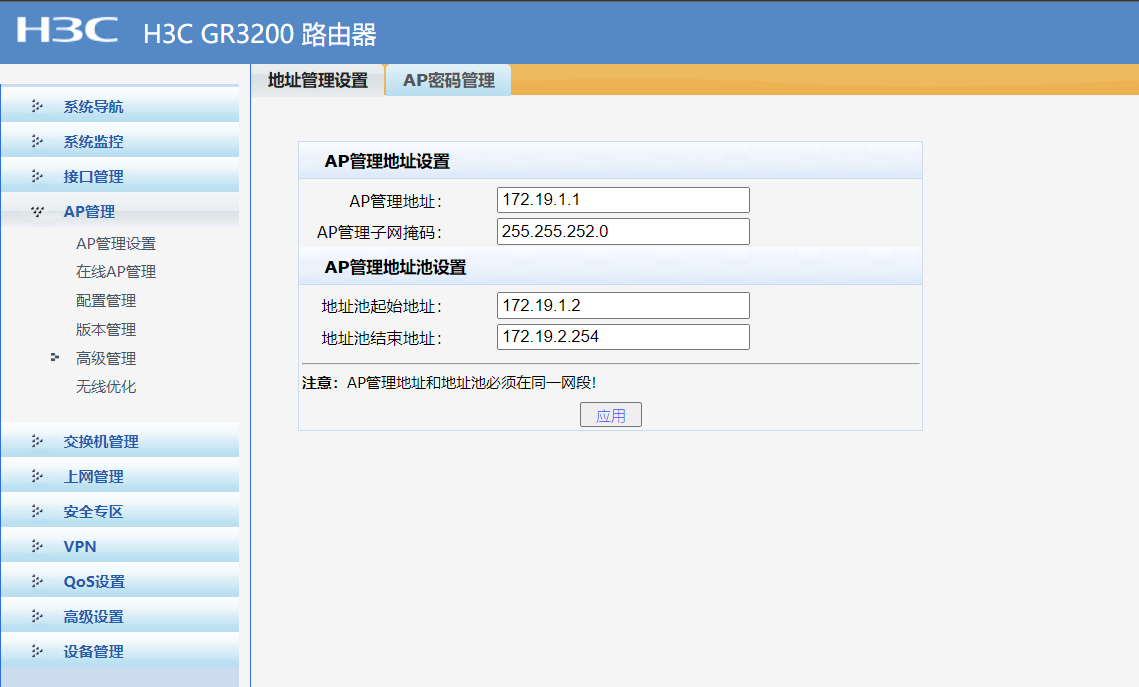 H3C H3C GR3200 路由器
地址管理设置 AP密码管理
系统导航
系统监控
接口管理
AP管理
AP管理设置
在线AP管理
配置管理
版本管理
高级管理
无线优化
交换机管理
上网管理
安全专区
VPN
QoS设置
高级设置
设备管理
AP管理地址设置
AP管理地址： 172.19.1.1
AP管理子网掩码： 255.255.252.0
AP管理地址池设置
地址池起始地址： 172.19.1.2
地址池结束地址： 172.19.2.254
注意：AP管理地址和地址池必须在同一网段!
应用